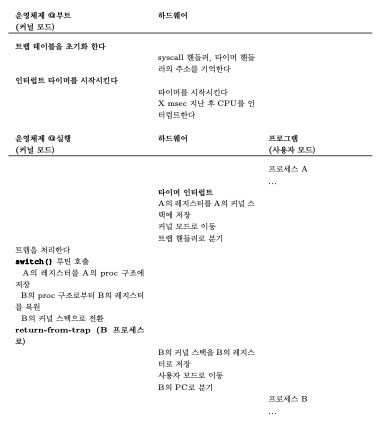 운영체제 @부트 하드웨어
(커널 모드)
트랩 테이블을 초기화 한다
syscall 핸들러, 타이머 핸들
러의 주소를 기억한다
인터럽트 타이머를 시작시킨다
타이머를 시작시킨다
X msec 지난 후 CPU를 인
터럽트한다
운영체제 @실행 하드웨어 프로그램
(커널 모드) (사용자 모드)
프로세스 A
...
타이머 인터럽트
A의 레지스터를 A의 커널 스
택에 저장
커널 모드로 이동
트랩 핸들러로 분기
트랩을 처리한다
switch() 루틴 호출
A의 레지스터를 A의 proc 구조에
저장
B의 proc 구조로부터 B의 레지스터
를 복원
B의 커널 스택으로 전환
return-from-trap (B 프로세스
로)
B의 커널 스택을 B의 레지스
터로 저장
사용자 모드로 이동
B의 PC로 분기
프로세스 B
...